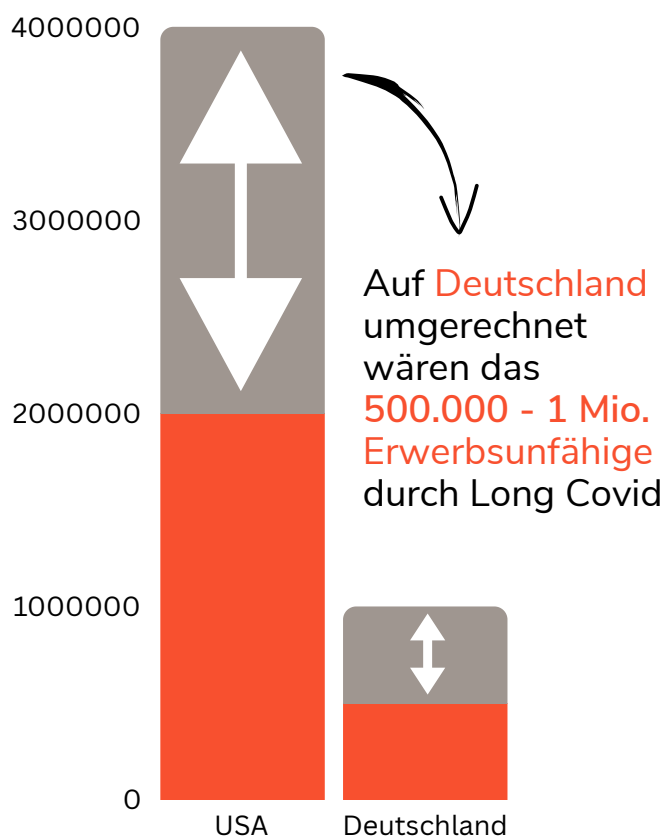 4000000
3000000
2000000
1000000
0
Auf Deutschland
umgerechnet
wären das
500.000 - 1 Mio.
Erwerbsunfähige
durch Long Covid
USA
Deutschland